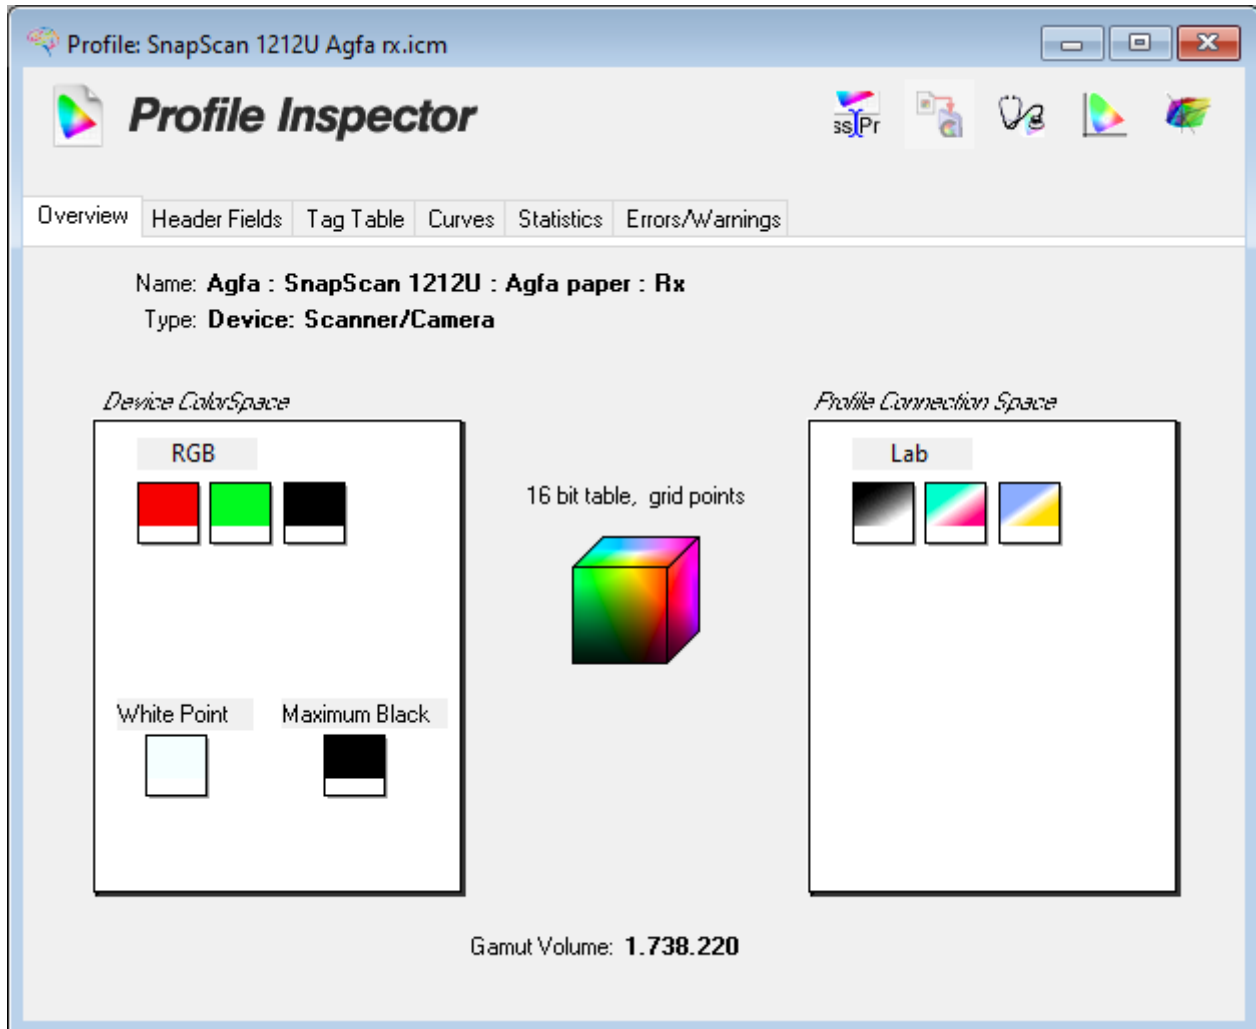 Profile: SnapScan 1212U Agfa rx.icm
Profile Inspector
ss Pr
Overview Header Fields Tag Table Curves Statistics Errors/Warnings
Name: Agfa : SnapScan 1212U : Agfa paper : Rx
Type: Device: Scanner/Camera
Device ColorSpace
Profile Connection Space
RGB
Lab
16 bit table, grid points
White Point Maximum Black
Gamut Volume: 1.738.220